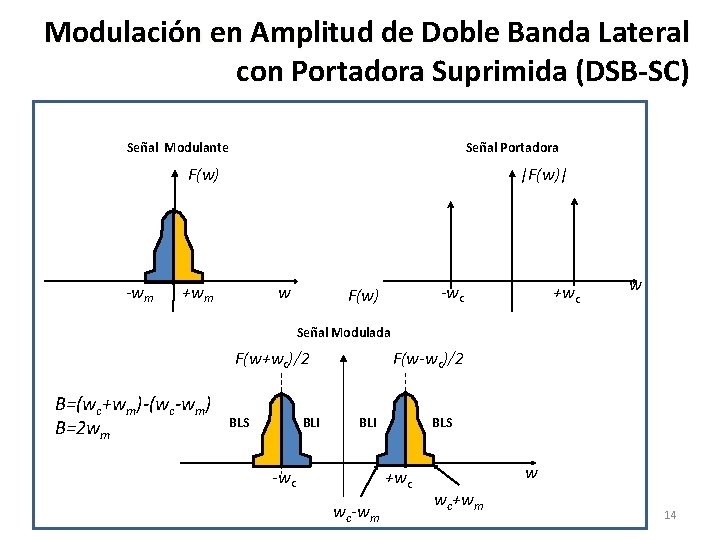 Modulación en Amplitud de Doble Banda Lateral
con Portadora Suprimida (DSB-SC)
Señal Modulante
Señal Portadora
F(w)
|F(w)|
-wm
+wm
w
F(w)
-wc
+wc
w
Señal Modulada
F(w+wc)/2
F(w-wc)/2
B=(wc+wm)-(wc-wm)
B=2wm
BLS
BLI
BLI
BLS
-wc
+wc
w
wc-wm
wc+wm
14